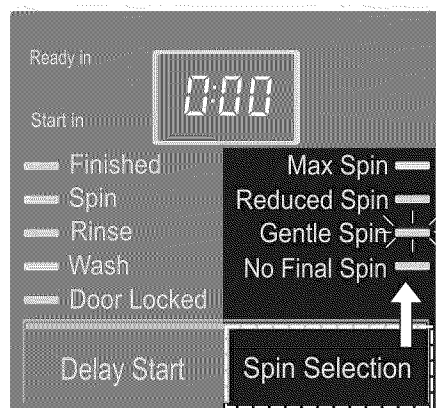 Ready in
0:00
Start in
Finished
Spin
Rinse
Wash
Door Locked
Max Spin
Reduced Spin
Gentle Spin
No Final Spin
Delay Start
Spin Selection